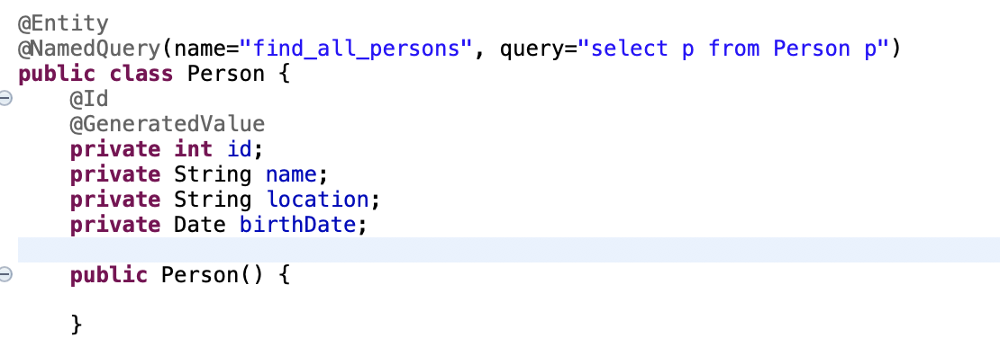 @Entity
@NamedQuery(name="find_all_persons", query="select p from Person p")
public class Person {
    @Id
    @GeneratedValue
    private int id;
    private String name;
    private String location;
    private Date birthDate;
    public Person() {
    }